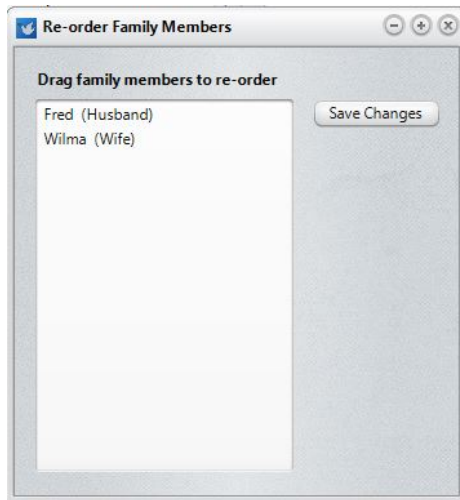 Re-order Family Members
Drag family members to re-order
Fred (Husband)
Save Changes
Wilma (Wife)